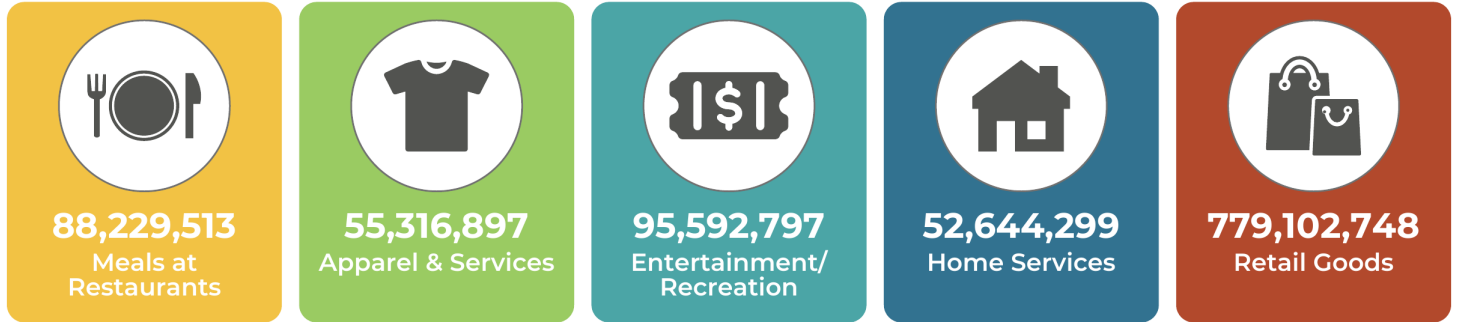 88,229,513
Meals at
Restaurants
55,316,897
Apparel & Services
$
95,592,797
Entertainment/
Recreation
52,644,299
Home Services
779,102,748
Retail Goods